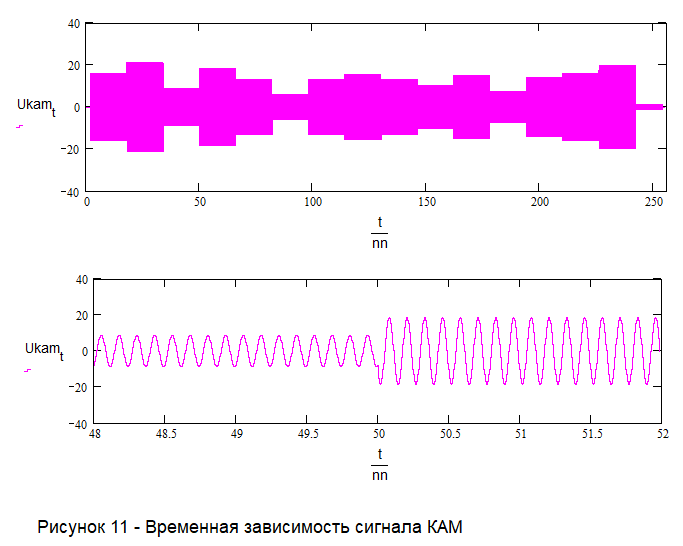 40
20
Ukam t
0
−20
−40
0 50 100 150 200 250
t
nn
40
20
Ukam t
0
−20
−40
48 48.5 49 49.5 50 50.5 51 51.5 52
t
nn
Рисунок 11 - Временная зависимость сигнала КАМ